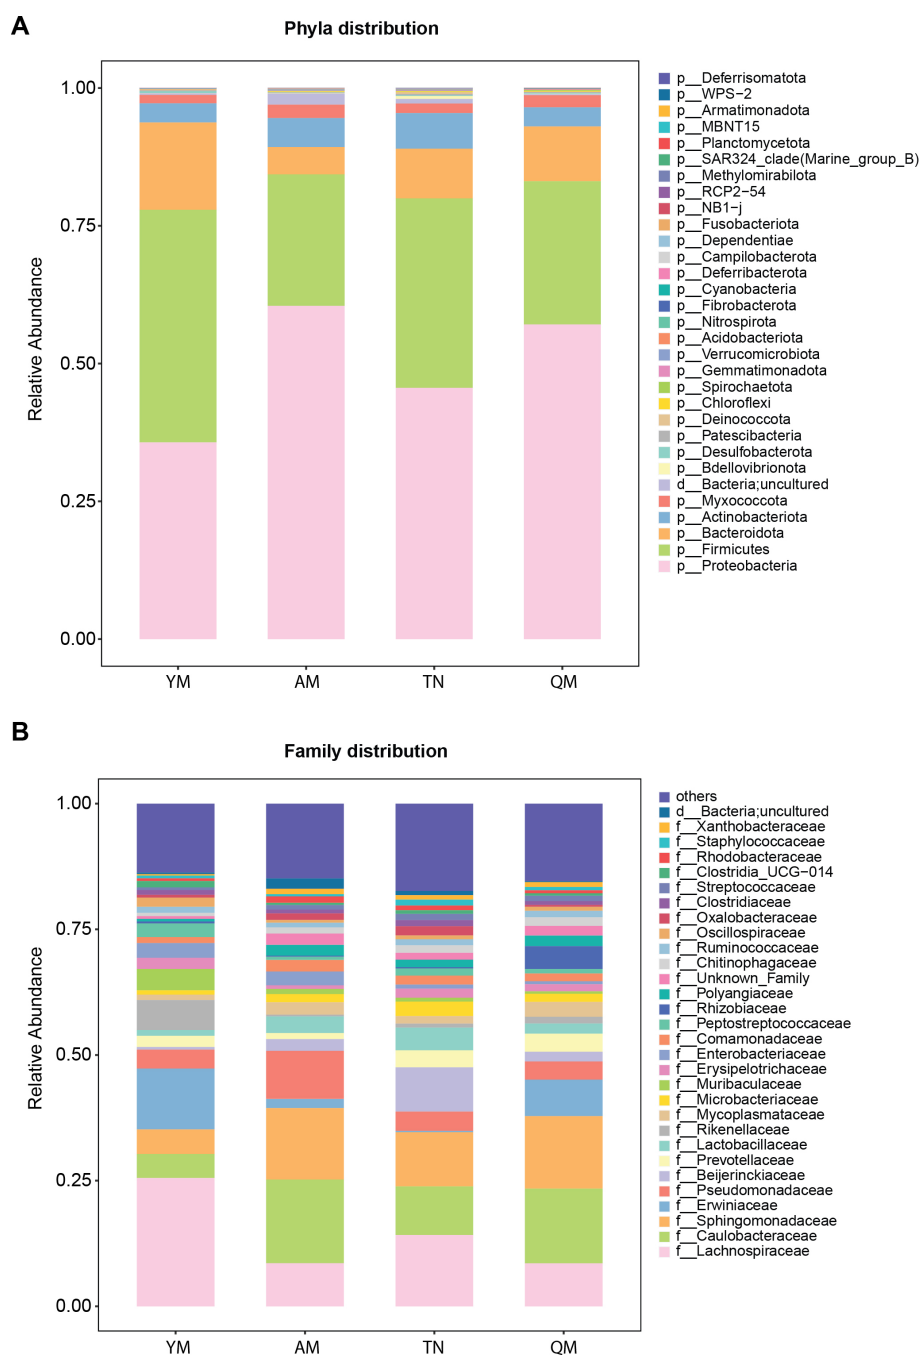 A
Phyla distribution
1.00
0.75
0.50
0.25
0.00
Relative Abundance
YM
AM
TN
QM
p__Deferrisomatota
p__WPS−2
p__Armatimonadota
p__MBNT15
p__Planctomycetota
p__SAR324_clade(Marine_group_B)
p__Methylomirabilota
p__RCP2−54
p__NB1−j
p__Fusobacteriota
p__Dependentiae
p__Campilobacterota
p__Deferribacterota
p__Cyanobacteria
p__Fibrobacterota
p__Nitrospirota
p__Acidobacteriota
p__Verrucomicrobiota
p__Gemmatimonadota
p__Spirochaetota
p__Chloroflexi
p__Deinococcota
p__Patescibacteria
p__Desulfobacterota
p__Bdellovibrionota
d__Bacteria;uncultured
p__Myxococcota
p__Actinobacteriota
p__Bacteroidota
p__Firmicutes
p__Proteobacteria
B
Family distribution
1.00
0.75
0.50
0.25
0.00
Relative Abundance
YM
AM
TN
QM
others
d__Bacteria;uncultured
f__Xanthobacteraceae
f__Staphylococcaceae
f__Rhodobacteraceae
f__Clostridia_UCG−014
f__Streptococcaceae
f__Clostridiaceae
f__Oxalobacteraceae
f__Oscillospiraceae
f__Ruminococcaceae
f__Chitinophagaceae
f__Unknown_Family
f__Polyangiaceae
f__Rhizobiaceae
f__Peptostreptococcaceae
f__Comamonadaceae
f__Enterobacteriaceae
f__Erysipelotrichaceae
f__Muribaculaceae
f__Microbacteriaceae
f__Mycoplasmataceae
f__Rikenellaceae
f__Lactobacillaceae
f__Prevotellaceae
f__Beijerinckiaceae
f__Pseudomonadaceae
f__Erwiniaceae
f__Sphingomonadaceae
f__Caulobacteraceae
f__Lachnospiraceae